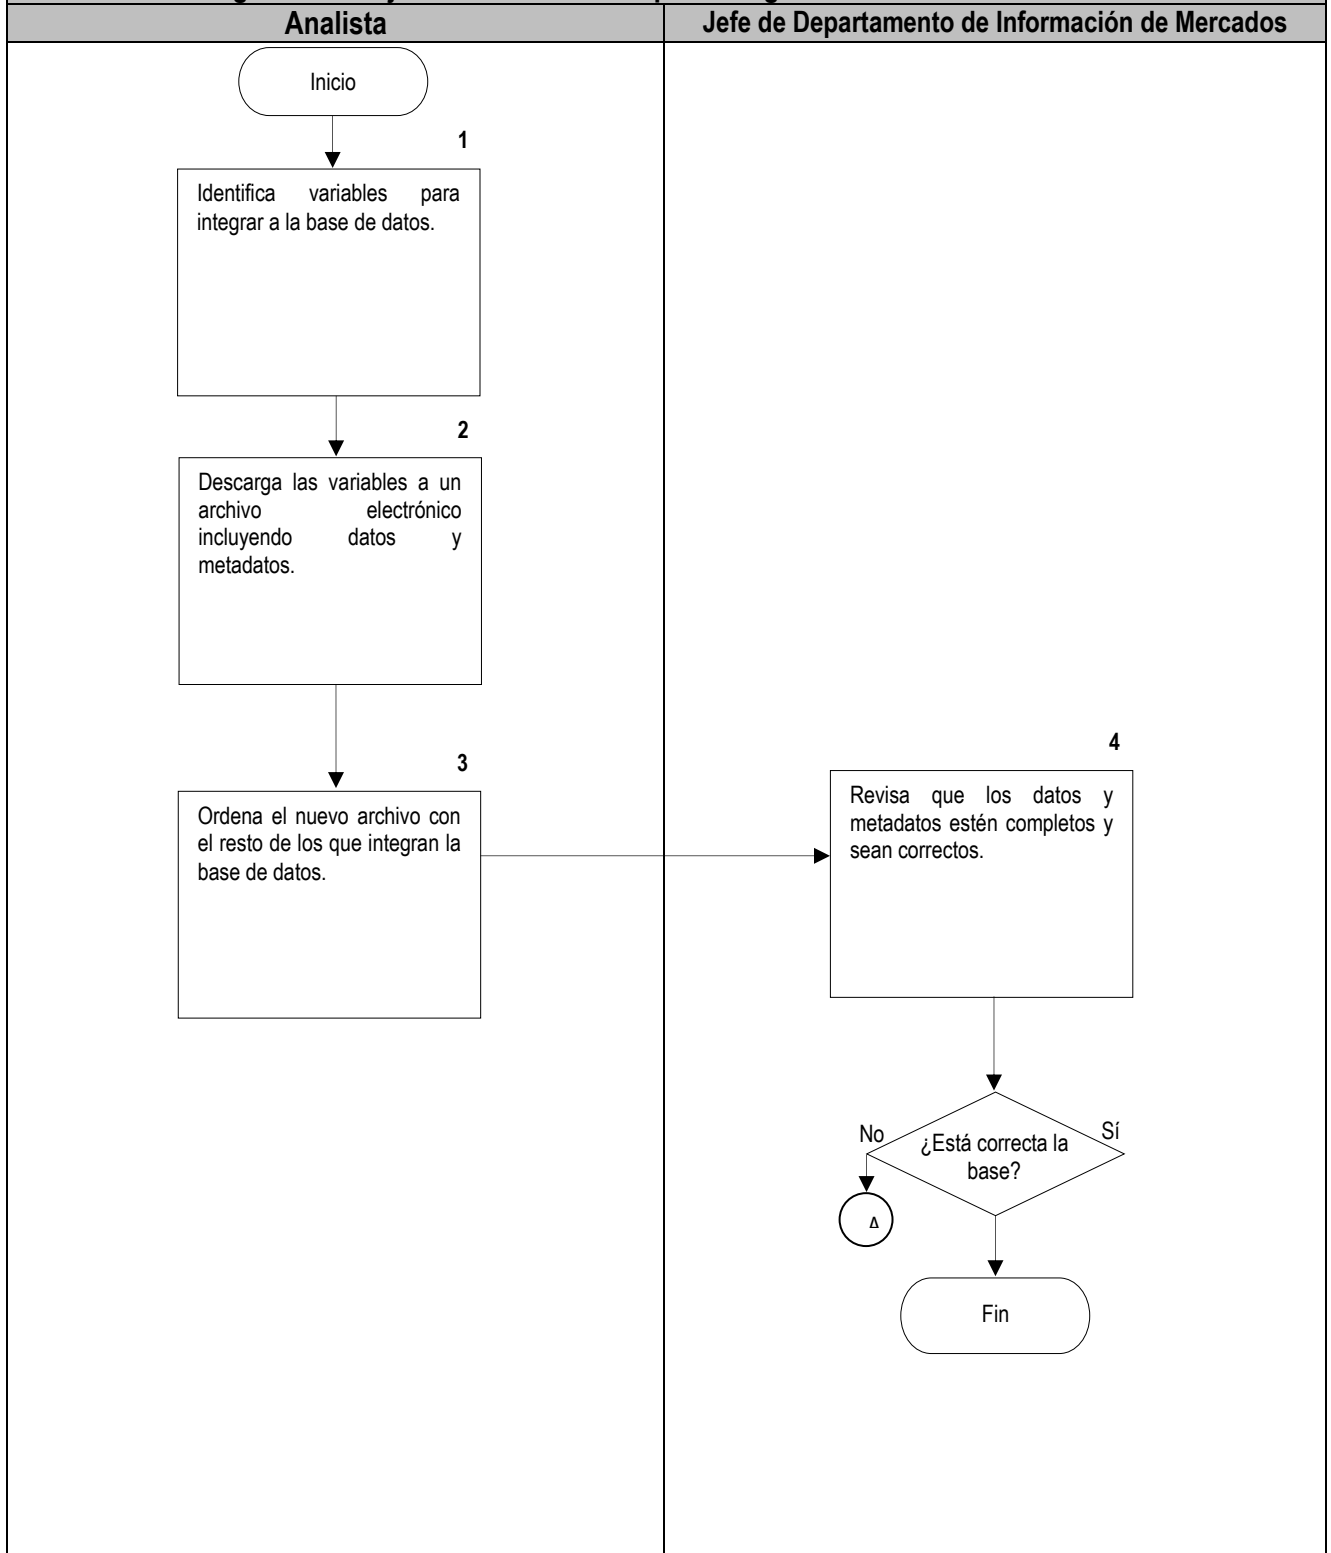 Analista
Jefe de Departamento de Información de Mercados
Inicio
1
Identifica variables para
integrar a la base de datos.
2
Descarga las variables a un
archivo electrónico
incluyendo datos y
metadatos.
3
Ordena el nuevo archivo con
el resto de los que integran la
base de datos.
4
Revisa que los datos y
metadatos estén completos y
sean correctos.
No
¿Está correcta la
base?
Sí
Fin